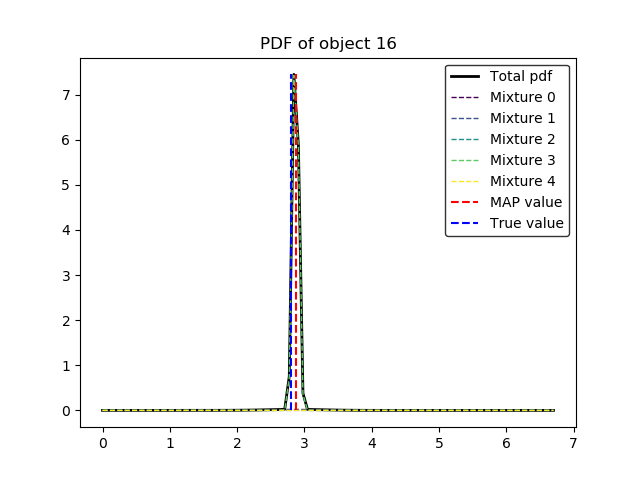 PDF of object 16
Total pdf
Mixture 0
Mixture 1
Mixture 2
Mixture 3
Mixture 4
MAP value
True value
7
6
5
4
3
2
1
0
0 1 2 3 4 5 6 7